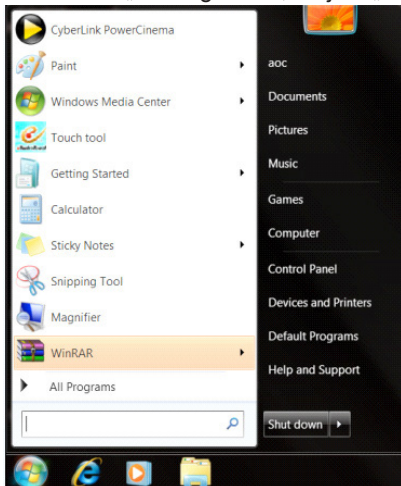 CyberLink PowerCinema
Paint
Windows Media Center
Touch tool
Getting Started
Calculator
Sticky Notes
Snipping Tool
Magnifier
WinRAR
All Programs
aoc
Documents
Pictures
Music
Games
Computer
Control Panel
Devices and Printers
Default Programs
Help and Support
Shut down